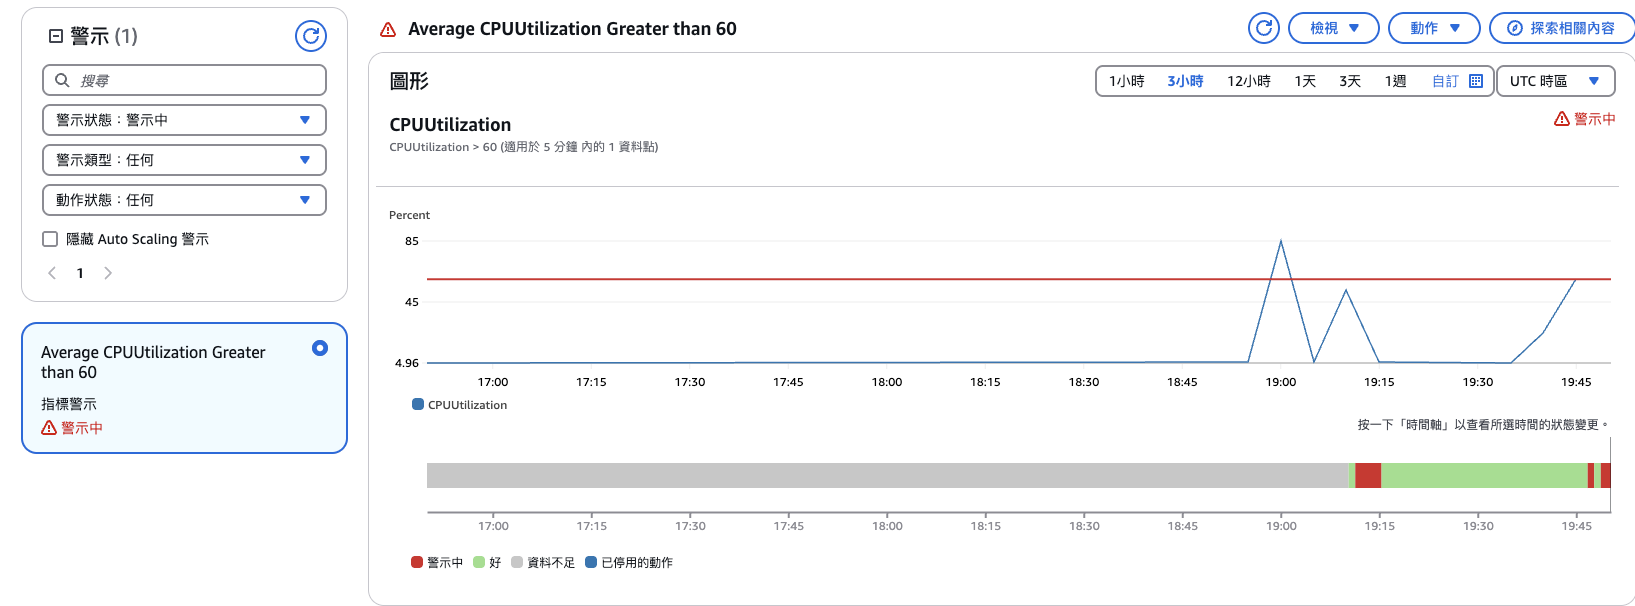 警示 (1)
搜尋
警示狀態：警示中
警示類型：任何
動作狀態：任何
隱藏 Auto Scaling 警示
1
Average CPUUtilization Greater
than 60
指標警示
警示中
Average CPUUtilization Greater than 60
檢視
動作
探索相關內容
圖形
1小時 3小時 12小時 1天 3天 1週 自訂
UTC 時區
CPUUtilization
警示中
CPUUtilization > 60 (適用於 5 分鐘 內的 1 資料點)
Percent
85
45
4.96
17:00 17:15 17:30 17:45 18:00 18:15 18:30 18:45 19:00 19:15 19:30 19:45
CPUUtilization
按一下「時間軸」以查看所選時間的狀態變更。
17:00 17:15 17:30 17:45 18:00 18:15 18:30 18:45 19:00 19:15 19:30 19:45
警示中 好 資料不足 已停用的動作